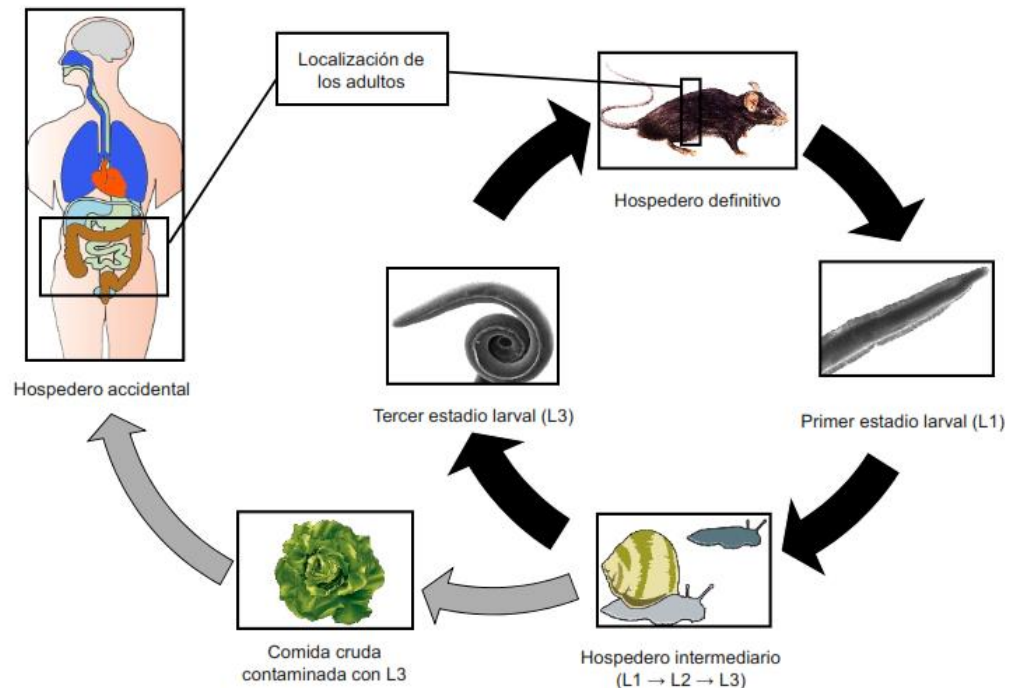 Localización de
los adultos
Hospedero definitivo
Hospedero accidental
Tercer estadio larval (L3)
Primer estadio larval (L1)
Comida cruda
contaminada con L3
Hospedero intermediario
(L1 → L2 → L3)